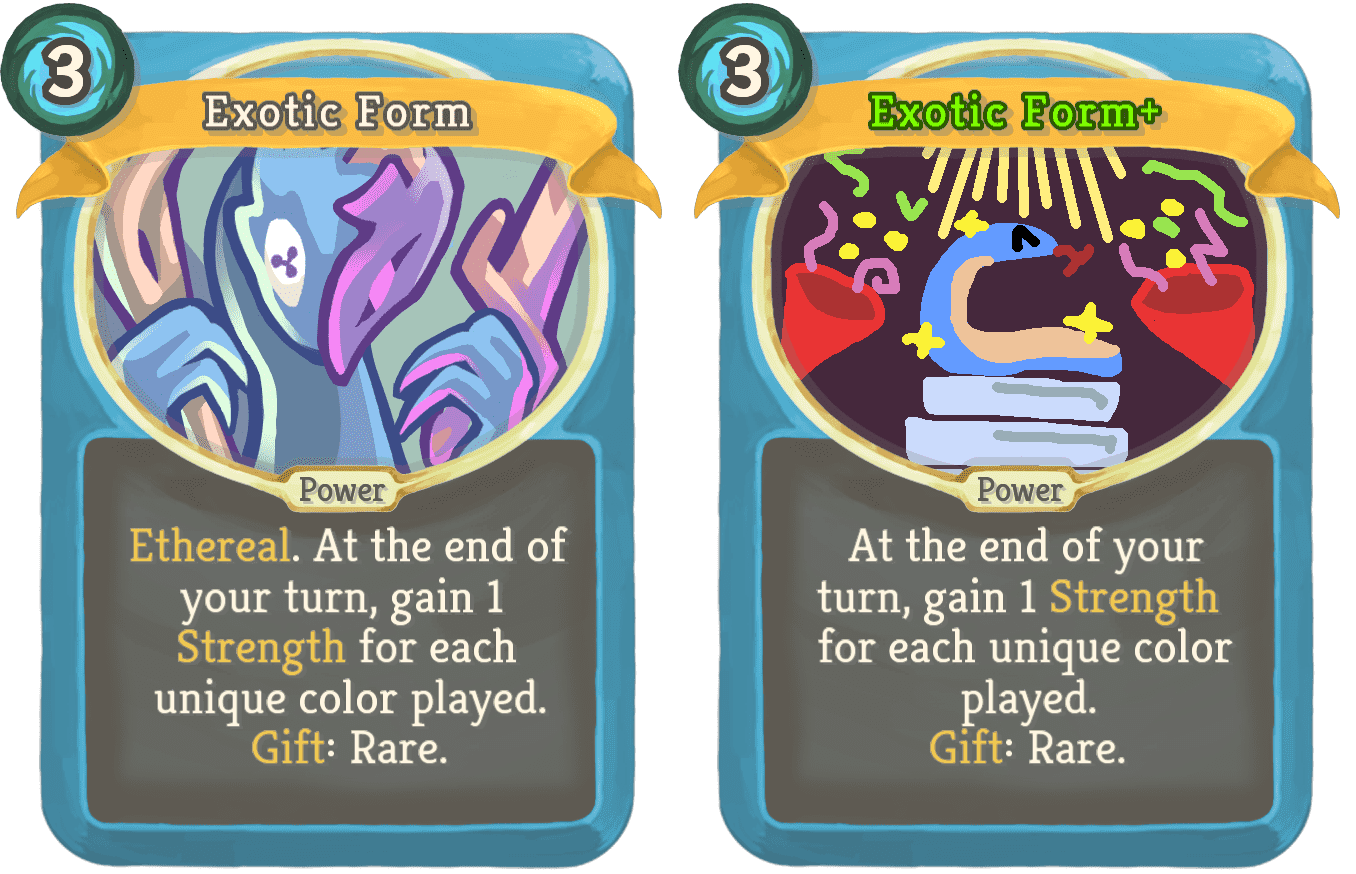 3
Exotic Form
Power
Ethereal. At the end of
your turn, gain 1
Strength for each
unique color played.
Gift: Rare.
3
Exotic Form+
Power
At the end of your
turn, gain 1 Strength
for each unique color
played.
Gift: Rare.